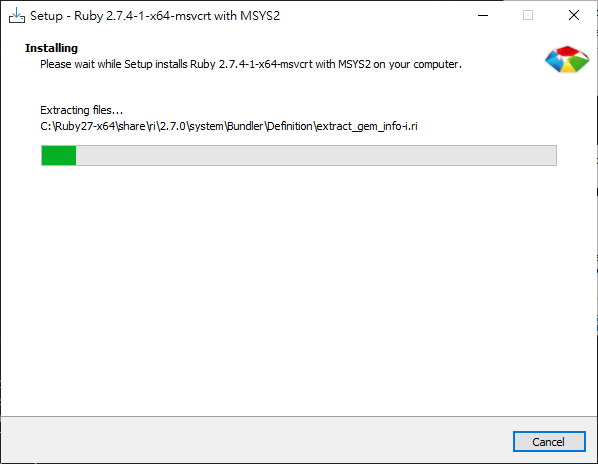 Setup - Ruby 2.7.4-1-x64-msvcrt with MSYS2
Installing
Please wait while Setup installs Ruby 2.7.4-1-x64-msvcrt with MSYS2 on your computer.
Extracting files...
C:\Ruby27-x64\share\ri\2.7.0\system\Bundler\Definition\extract_gem_info-i.ri
Cancel